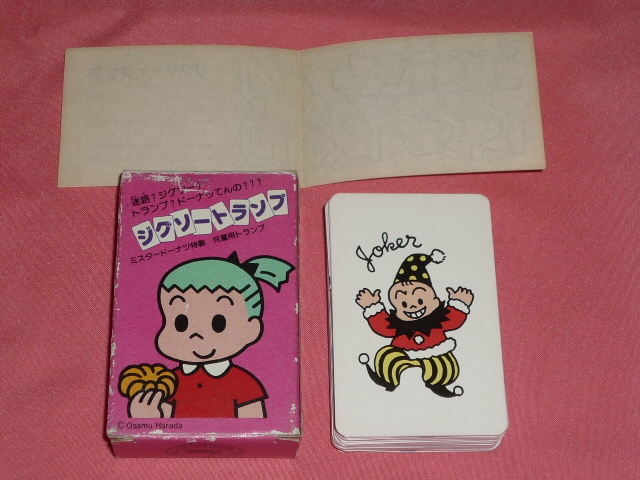 迷路?ジグソー?
トランプ?ドーナッてんの???
ジグソートランプ
ミスタードーナツ特製 児童用トランプ
© Osamu Harada
Joker